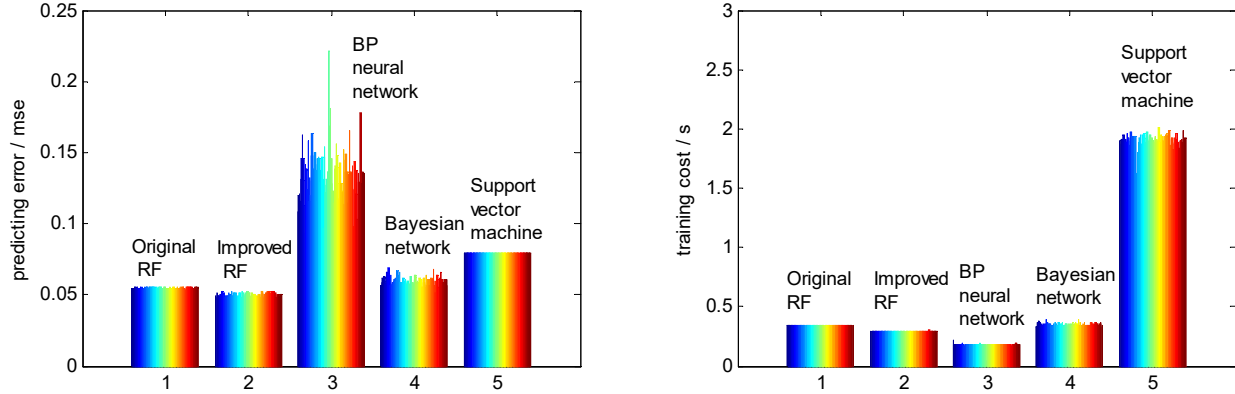 0.25
0.2
0.15
0.1
0.05
0
predicting error / mse
Original
RF
Improved
RF
BP
neural
network
Bayesian
network
Support
vector
machine
1 2 3 4 5
3
2.5
2
1.5
1
0.5
0
training cost / s
Original
RF
Improved
RF
BP
neural
network
Bayesian
network
Support
vector
machine
1 2 3 4 5